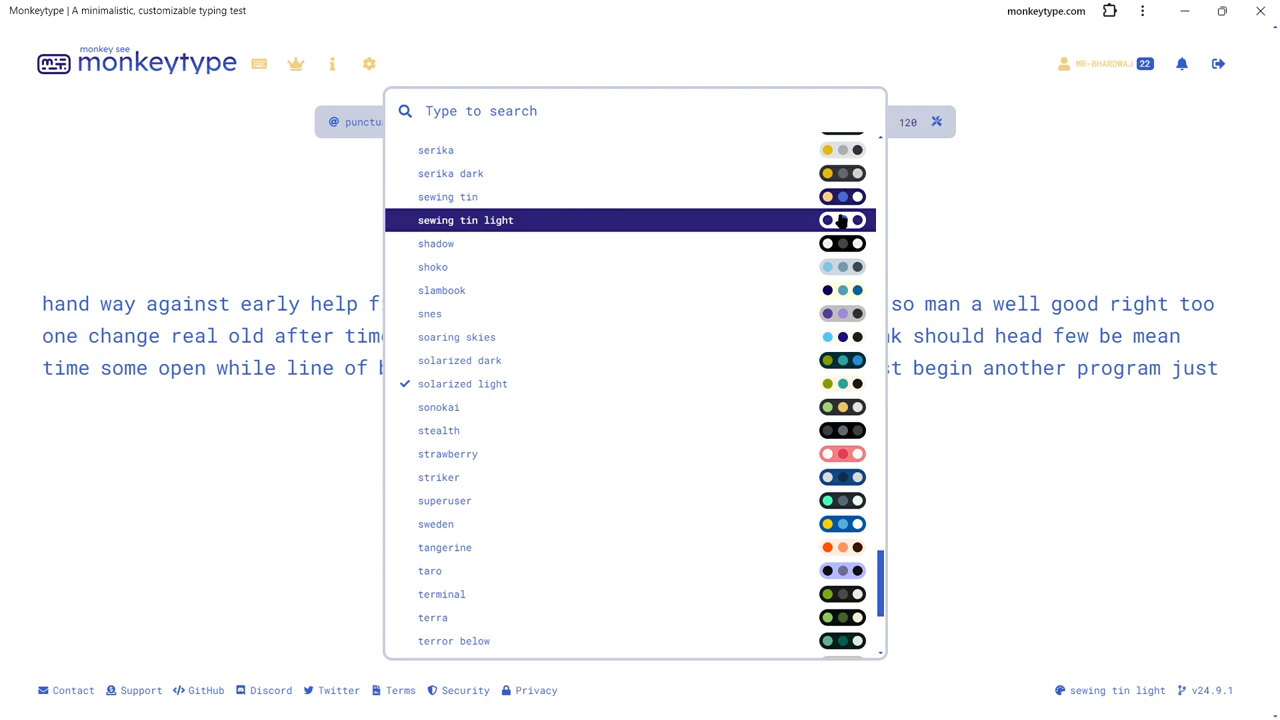 Monkeytype | A minimalistic, customizable typing test
monkeytype.com
monkey see
monkeytype
MR-BHARDWAJ 22
Type to search
@ punctu
120
serika
serika dark
sewing tin
sewing tin light
shadow
shoko
slambook
snes
soaring skies
solarized dark
solarized light
sonokai
stealth
strawberry
striker
superuser
sweden
tangerine
taro
terminal
terra
terror below
hand way against early help f so man a well good right too
one change real old after time should head few be mean
time some open while line of begin another program just
Contact Support GitHub Discord Twitter Terms Security Privacy
sewing tin light v24.9.1